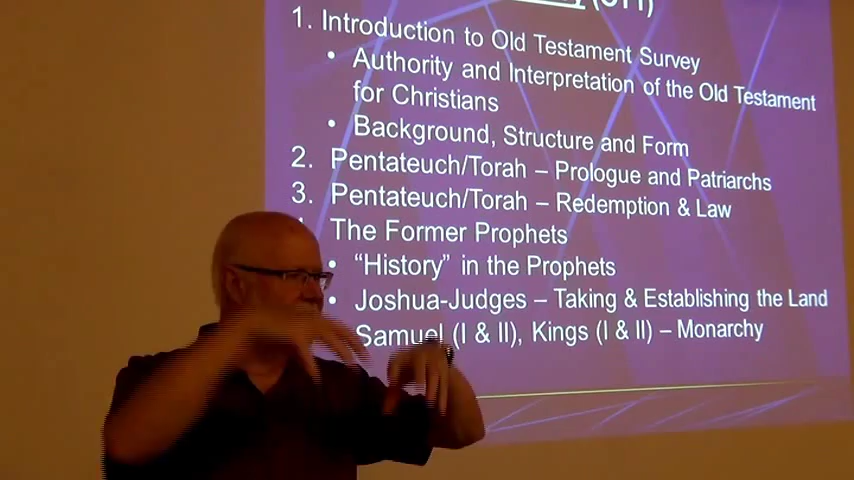 1. Introduction to Old Testament Survey
• Authority and Interpretation of the Old Testament
for Christians
• Background, Structure and Form
2. Pentateuch/Torah – Prologue and Patriarchs
3. Pentateuch/Torah – Redemption & Law
The Former Prophets
• “History” in the Prophets
• Joshua-Judges – Taking & Establishing the Land
Samuel (I & II), Kings (I & II) – Monarchy